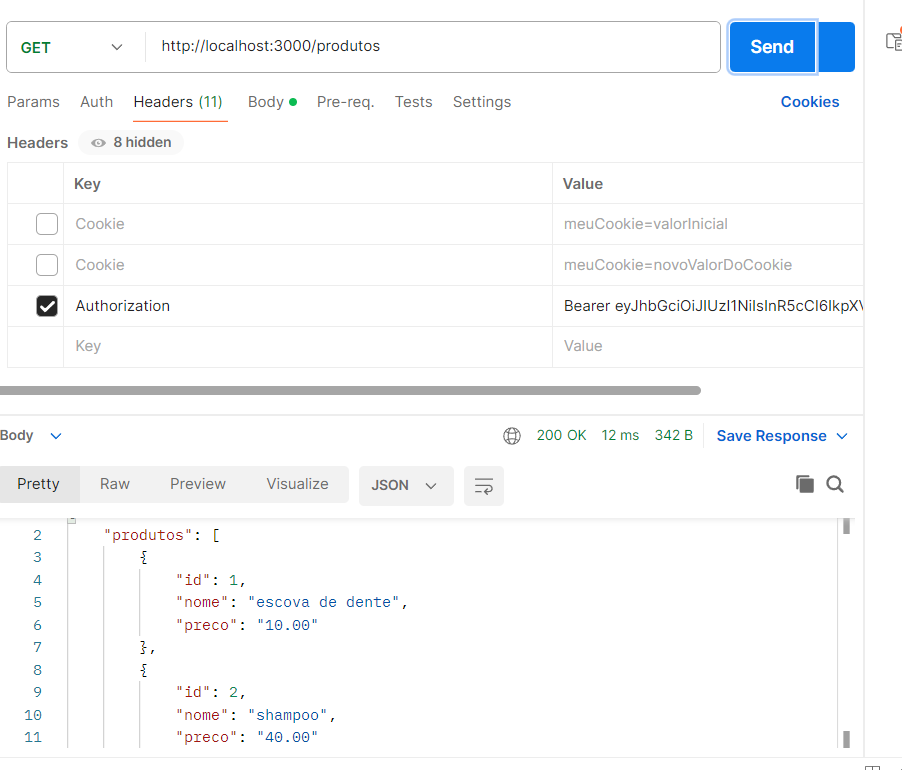 GET http://localhost:3000/produtos Send
Params Auth Headers (11) Body Pre-req. Tests Settings Cookies
Headers 8 hidden
Key Value
Cookie meuCookie=valorInicial
Cookie meuCookie=novoValorDoCookie
Authorization Bearer eyJhbGciOiJIUzI1NiIsInR5cCI6IkpXV
Key Value
Body 200 OK 12 ms 342 B Save Response
Pretty Raw Preview Visualize JSON
2 "produtos": [
3 {
4 "id": 1,
5 "nome": "escova de dente",
6 "preco": "10.00"
7 },
8 {
9 "id": 2,
10 "nome": "shampoo",
11 "preco": "40.00"